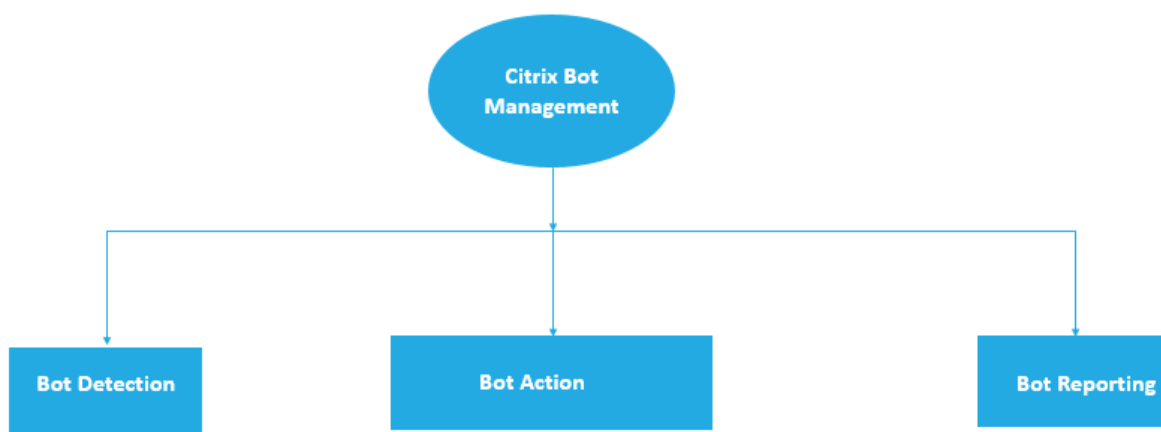 Citrix Bot
Management
Bot Detection
Bot Action
Bot Reporting